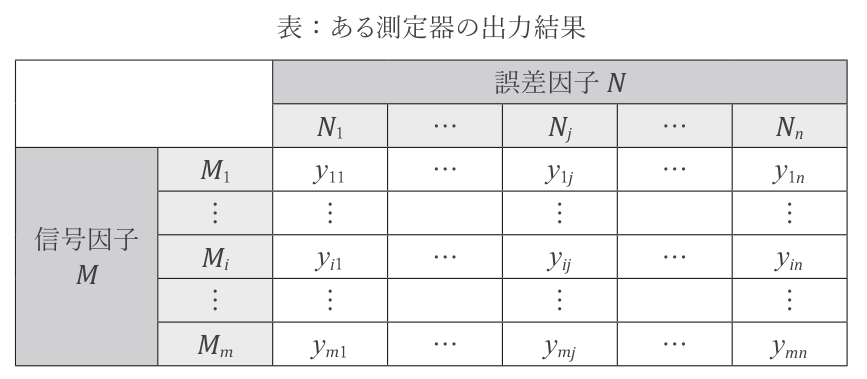 表：ある測定器の出力結果
誤差因子 N
N₁ ⋯ Nⱼ ⋯ Nₙ
信号因子 M
M₁ y₁₁ ⋯ y₁ⱼ ⋯ y₁ₙ
⋮ ⋮ ⋮ ⋮
Mᵢ yᵢ₁ ⋯ yᵢⱼ ⋯ yᵢₙ
⋮ ⋮ ⋮ ⋮
Mₘ yₘ₁ ⋯ yₘⱼ ⋯ yₘₙ